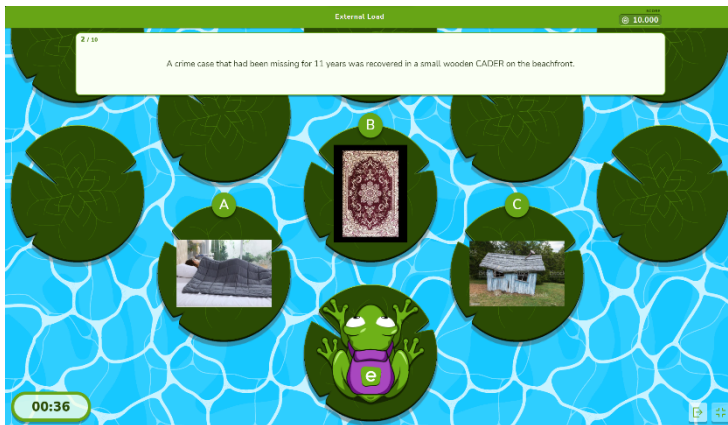 External Load
10.000
2 / 10
A crime case that had been missing for 11 years was recovered in a small wooden CADER on the beachfront.
B
A
C
e
00:36